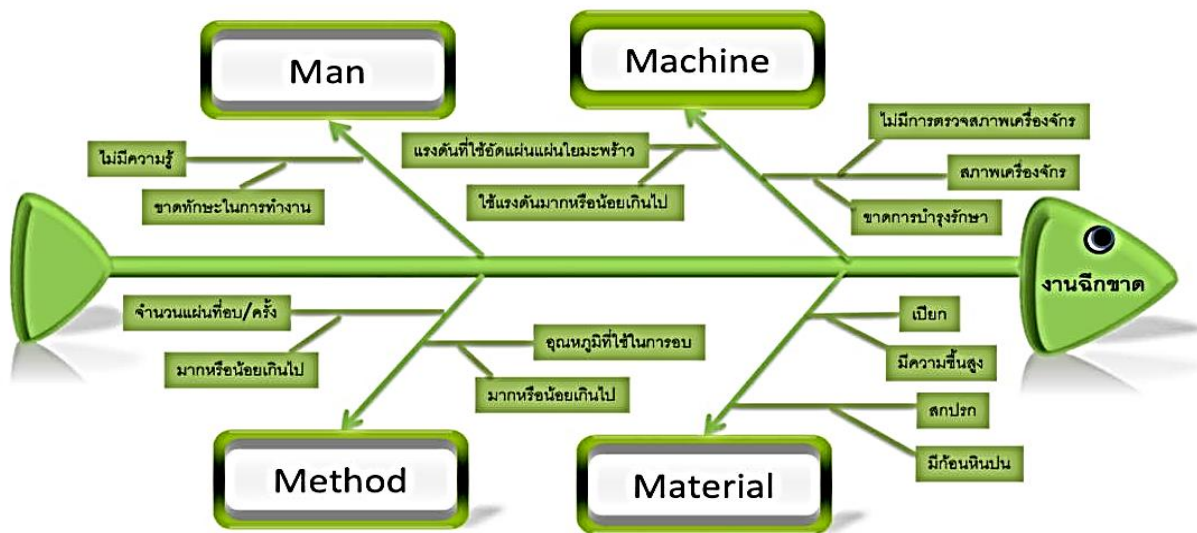 Man
Machine
ไม่มีความรู้
ขาดทักษะในการทำงาน
แรงดันที่ใช้อัดแผ่นแผ่นใยมะพร้าว
ใช้แรงดันมากหรือน้อยเกินไป
ไม่มีการตรวจสภาพเครื่องจักร
สภาพเครื่องจักร
ขาดการบำรุงรักษา
งานฉีกขาด
จำนวนแผ่นที่อบ/ครั้ง
มากหรือน้อยเกินไป
อุณหภูมิที่ใช้ในการอบ
มากหรือน้อยเกินไป
เปียก
มีความชื้นสูง
สกปรก
มีก้อนหินปน
Method
Material